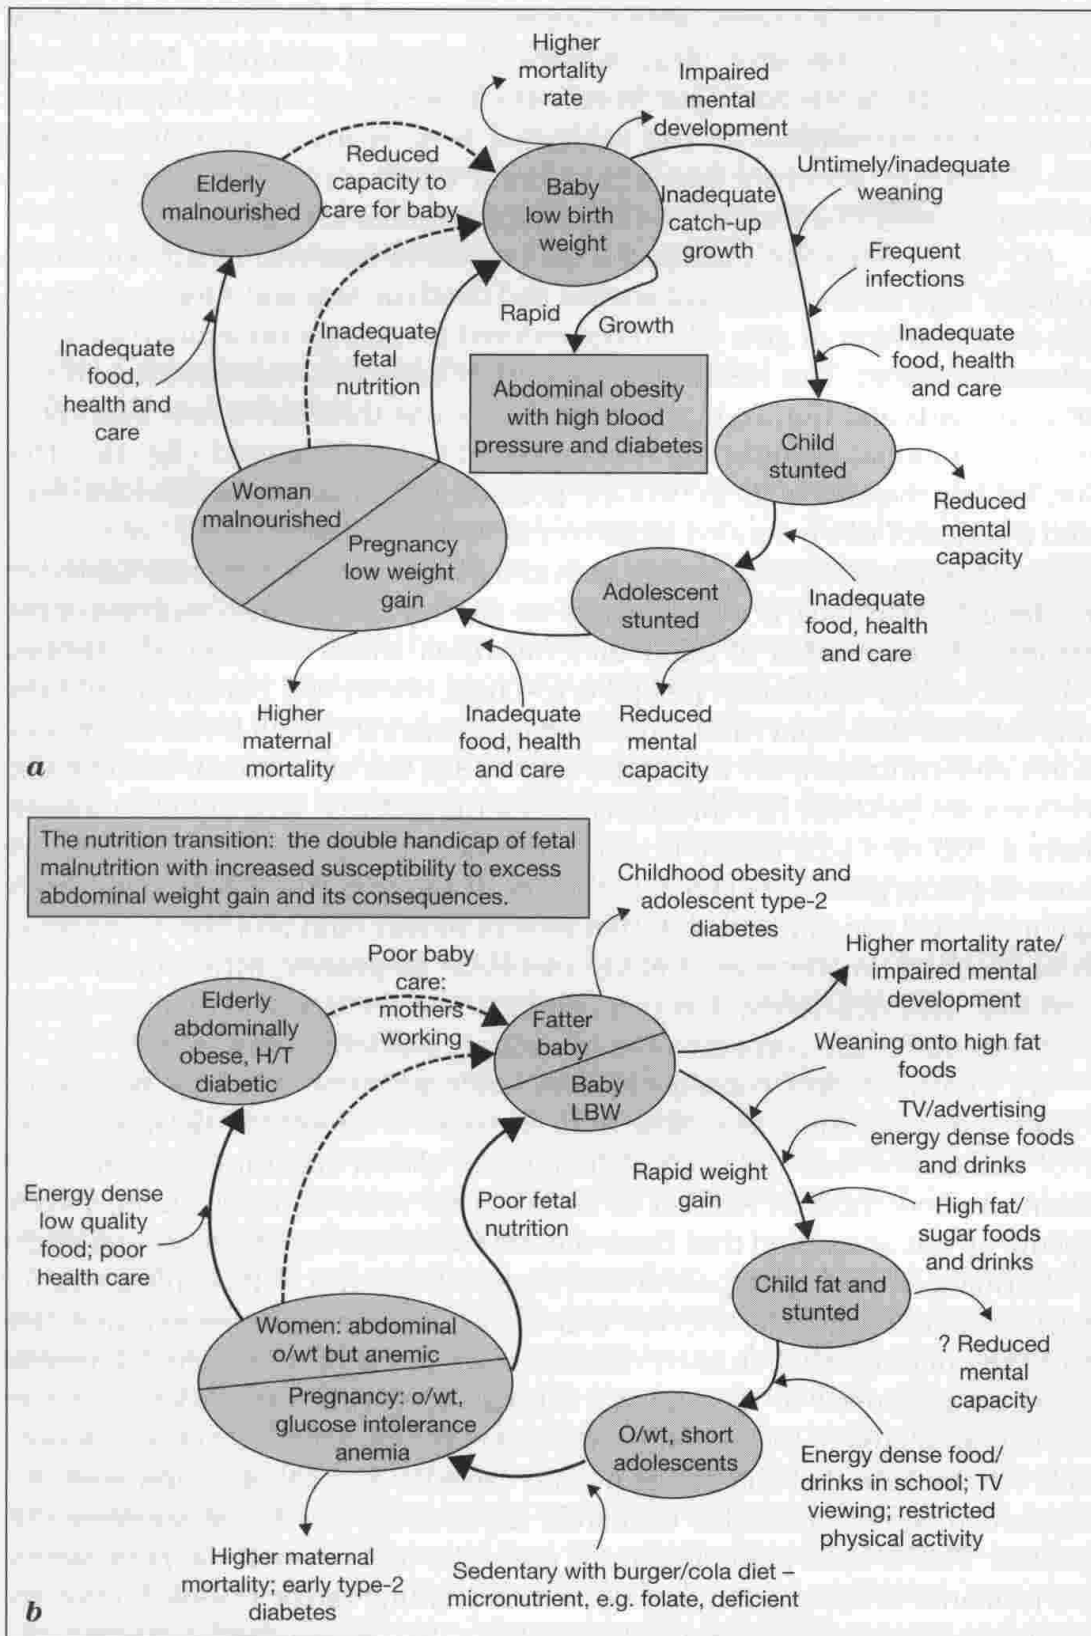 Higher
mortality
rate
Impaired
mental
development
Elderly
malnourished
Reduced
capacity to
care for baby
Baby
low birth
weight
Inadequate
catch-up
growth
Untimely/inadequate
weaning
Frequent
infections
Rapid
Growth
Inadequate
food,
health and
care
Inadequate
fetal
nutrition
Inadequate
food, health
and care
Abdominal obesity
with high blood
pressure and diabetes
Child
stunted
Woman
malnourished
Pregnancy
low weight
gain
Reduced
mental
capacity
Adolescent
stunted
Inadequate
food, health
and care
Higher
maternal
mortality
Inadequate
food, health
and care
Reduced
mental
capacity
a
The nutrition transition: the double handicap of fetal
malnutrition with increased susceptibility to excess
abdominal weight gain and its consequences.
Childhood obesity and
adolescent type-2
diabetes
Higher mortality rate/
impaired mental
development
Poor baby
care:
mothers
working
Elderly
abdominally
obese, H/T
diabetic
Fatter
baby
Baby
LBW
Weaning onto high fat
foods
TV/advertising
energy dense foods
and drinks
Rapid weight
gain
High fat/
sugar foods
and drinks
Energy dense
low quality
food; poor
health care
Poor fetal
nutrition
Child fat and
stunted
Women: abdominal
o/wt but anemic
Pregnancy: o/wt,
glucose intolerance
anemia
? Reduced
mental
capacity
O/wt, short
adolescents
Energy dense food/
drinks in school; TV
viewing; restricted
physical activity
Higher maternal
mortality; early type-2
diabetes
Sedentary with burger/cola diet –
micronutrient, e.g. folate, deficient
b